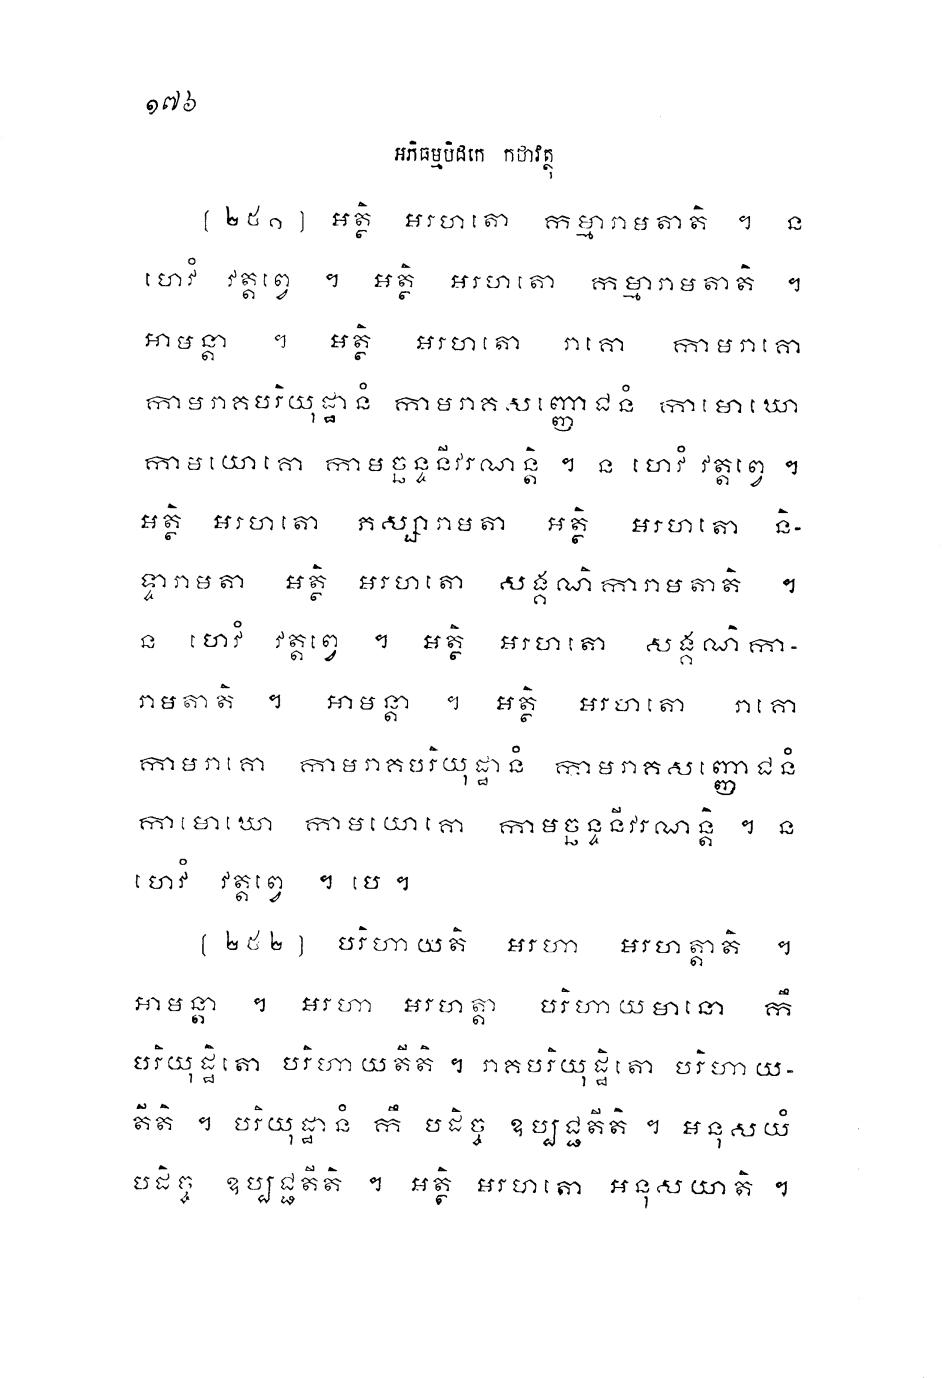 ១៧៦
អភិធម្មបិដកេ កថាវត្ថុ
[២៥១] អត្ថិ អរហតោ កម្មារាមតាតិ ។ ន
ហេវំ វត្តព្វេ ។ អត្ថិ អរហតោ កម្មារាមតាតិ ។
អាមន្តា ។ អត្ថិ អរហតោ រាគោ កាមរាគោ
កាមរាគបរិយុដ្ឋានំ កាមរាគសញ្ញោជនំ កាមោឃោ
កាមយោគោ កាមច្ឆន្ទនីវរណន្តិ ។ ន ហេវំ វត្តព្វេ ។
អត្ថិ អរហតោ ភស្សារាមតា អត្ថិ អរហតោ និ-
ទ្ទារាមតា អត្ថិ អរហតោ សង្គណិការាមតាតិ ។
ន ហេវំ វត្តព្វេ ។ អត្ថិ អរហតោ សង្គណិកា-
រាមតាតិ ។ អាមន្តា ។ អត្ថិ អរហតោ រាគោ
កាមរាគោ កាមរាគបរិយុដ្ឋានំ កាមរាគសញ្ញោជនំ
កាមោឃោ កាមយោគោ កាមច្ឆន្ទនីវរណន្តិ ។ ន
ហេវំ វត្តព្វេ ។ បេ ។
[២៥២] បរិហាយតិ អរហា អរហត្តាតិ ។
អាមន្តា ។ អរហា អរហត្តា បរិហាយមានោ កឹ
បរិយុដ្ឋិតោ បរិហាយតីតិ ។ រាគបរិយុដ្ឋិតោ បរិហាយ-
តីតិ ។ បរិយុដ្ឋានំ កឹ បដិច្ច ឧប្បជ្ជតីតិ ។ អនុសយំ
បដិច្ច ឧប្បជ្ជតីតិ ។ អត្ថិ អរហតោ អនុសយាតិ ។